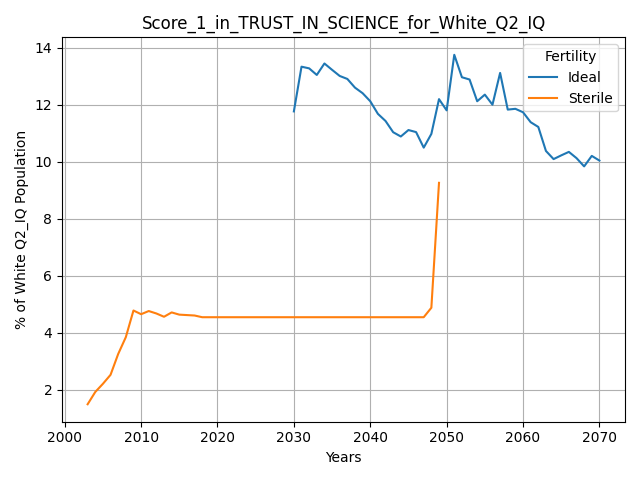 Score_1_in_TRUST_IN_SCIENCE_for_White_Q2_IQ
Fertility
Ideal
Sterile
% of White Q2_IQ Population
14
12
10
8
6
4
2
2000 2010 2020 2030 2040 2050 2060 2070
Years